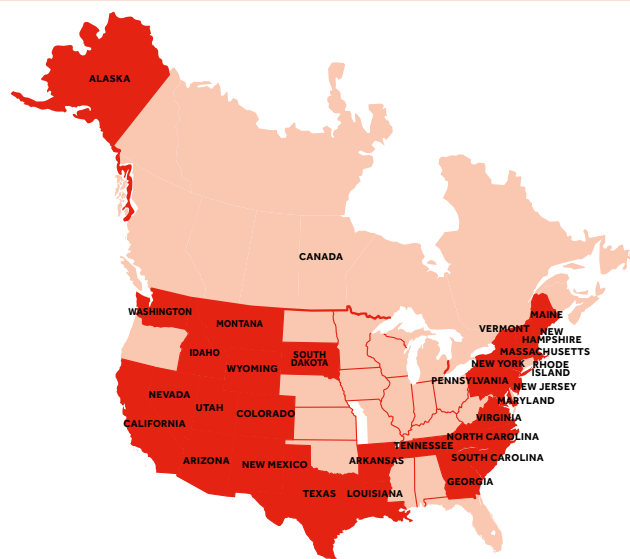 ALASKA
CANADA
WASHINGTON
MONTANA
MAINE
VERMONT
NEW
HAMPSHIRE
MASSACHUSETTS
IDAHO
SOUTH
DAKOTA
WYOMING
NEW YORK
RHODE
ISLAND
PENNSYLVANIA
NEW JERSEY
NEVADA
UTAH
COLORADO
MARYLAND
CALIFORNIA
VIRGINIA
NORTH CAROLINA
TENNESSEE
ARIZONA
NEW MEXICO
ARKANSAS
SOUTH CAROLINA
GEORGIA
TEXAS
LOUISIANA